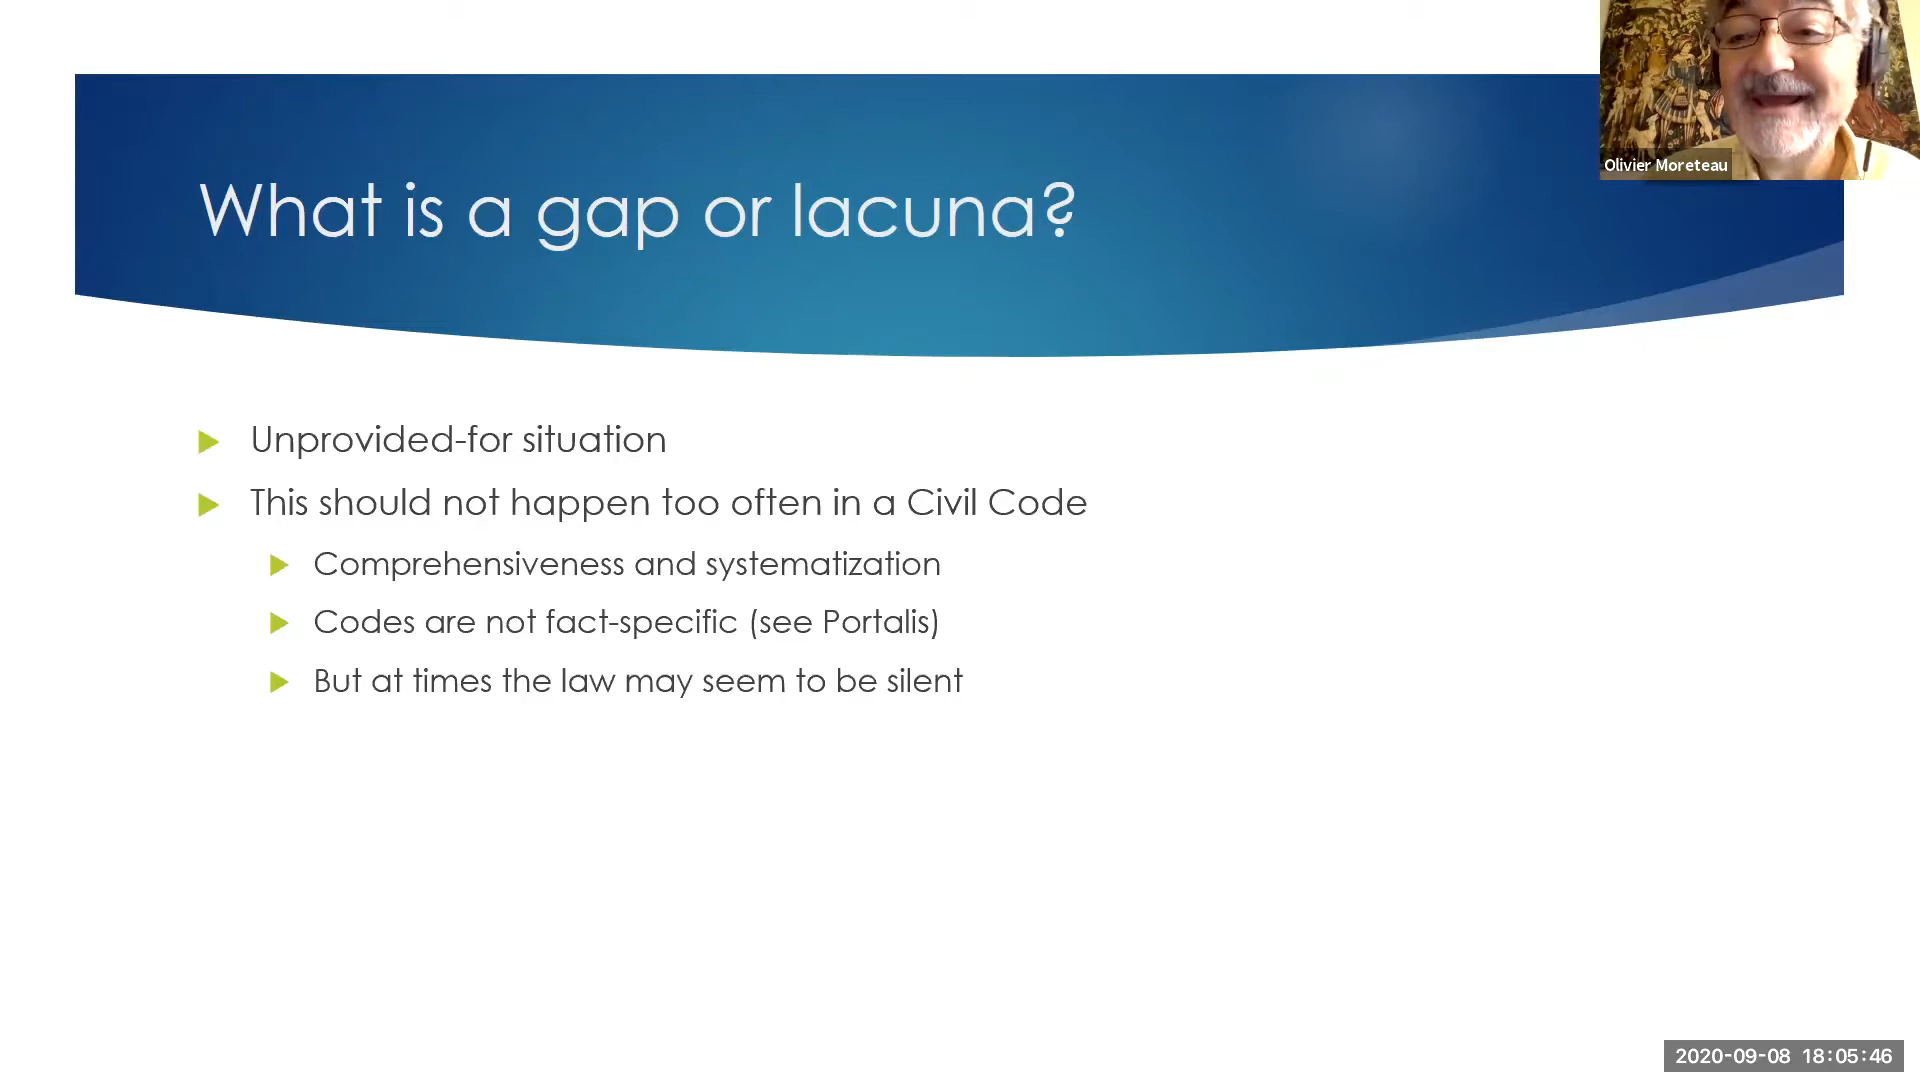 Olivier Moreteau
What is a gap or lacuna?
Unprovided-for situation
This should not happen too often in a Civil Code
Comprehensiveness and systematization
Codes are not fact-specific (see Portalis)
But at times the law may seem to be silent
2020-09-08 18:05:46